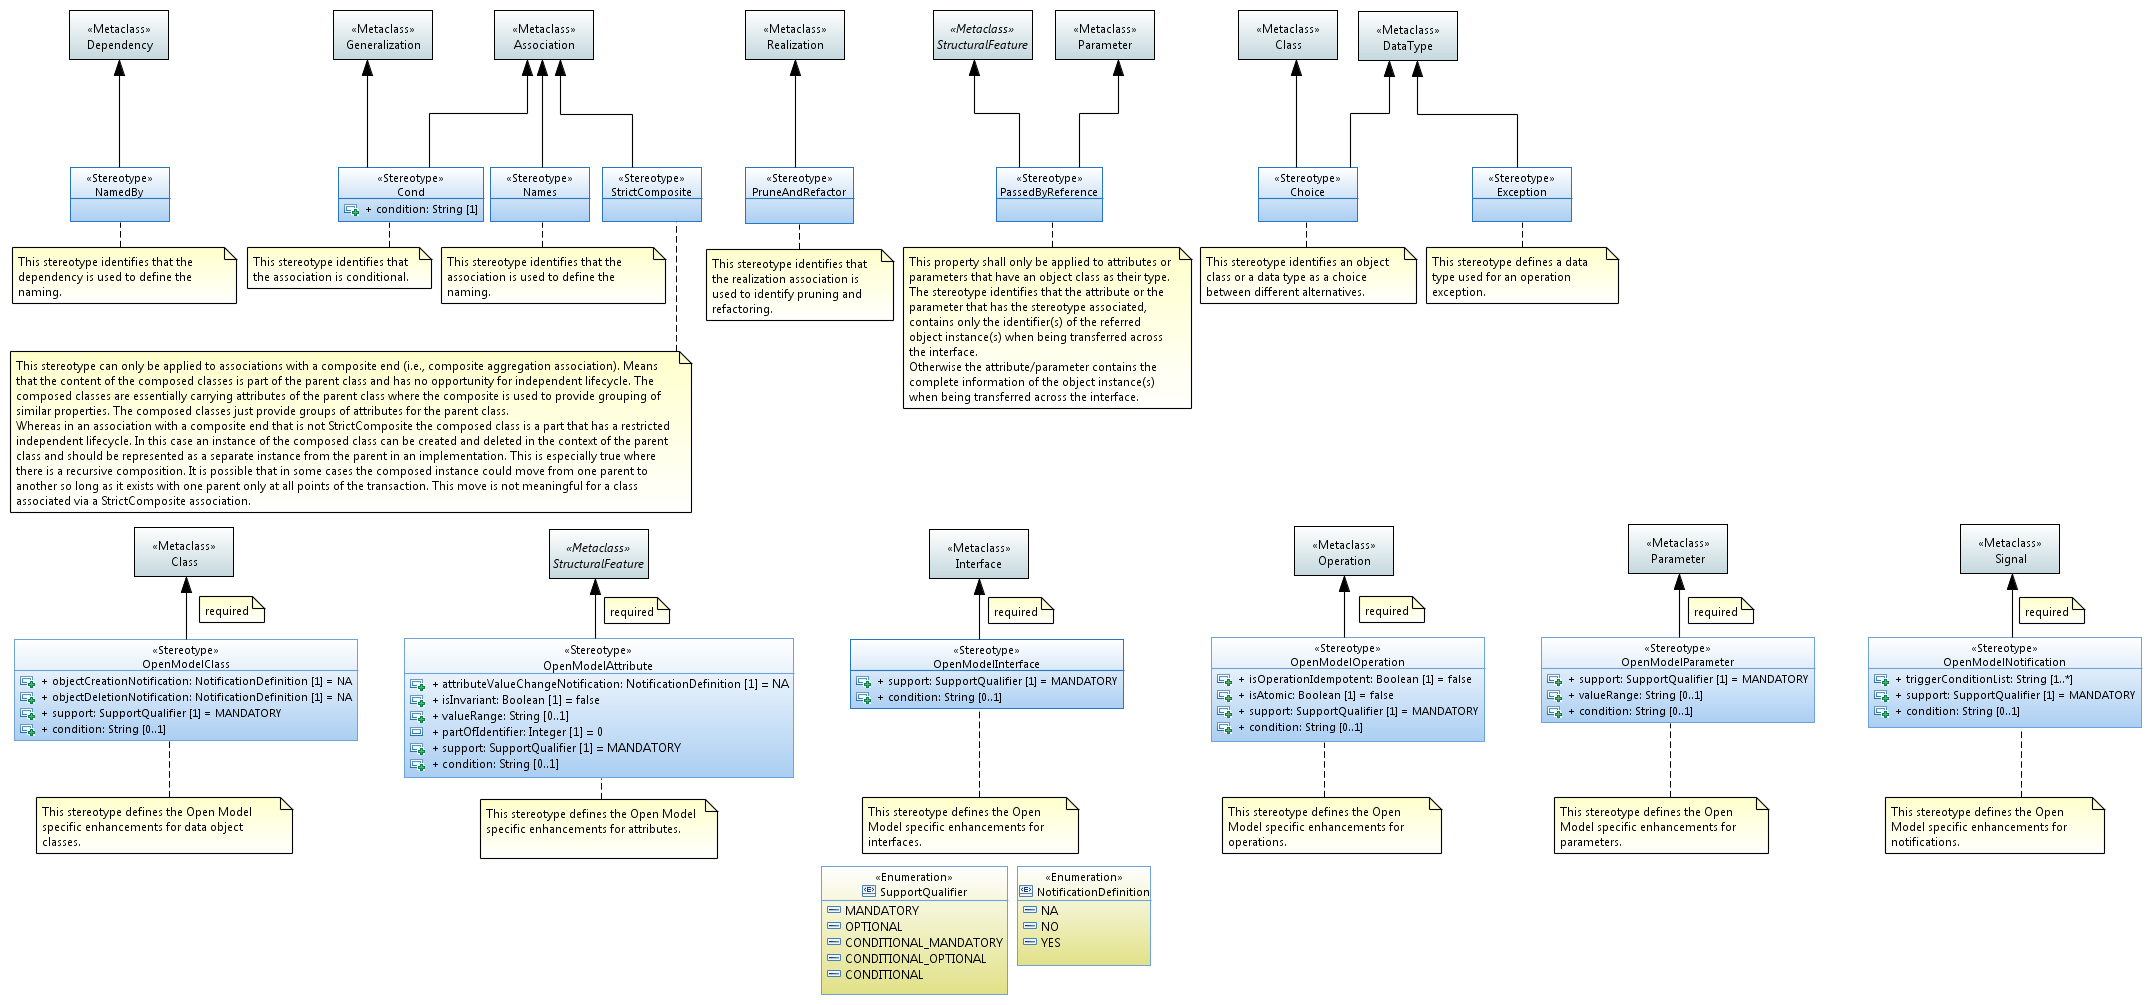 «Metaclass»
Dependency
«Metaclass»
Generalization
«Metaclass»
Association
«Metaclass»
Realization
«Metaclass»
StructuralFeature
«Metaclass»
Parameter
«Metaclass»
Class
«Metaclass»
DataType
«Stereotype»
NamedBy
«Stereotype»
Cond
+ condition: String [1]
«Stereotype»
Names
«Stereotype»
StrictComposite
«Stereotype»
PruneAndRefactor
«Stereotype»
PassedByReference
«Stereotype»
Choice
«Stereotype»
Exception
This stereotype identifies that the
dependency is used to define the
naming.
This stereotype identifies that
the association is conditional.
This stereotype identifies that the
association is used to define the
naming.
This stereotype identifies that
the realization association is
used to identify pruning and
refactoring.
This property shall only be applied to attributes or
parameters that have an object class as their type.
The stereotype identifies that the attribute or the
parameter that has the stereotype associated,
contains only the identifier(s) of the referred
object instance(s) when being transferred across
the interface.
Otherwise the attribute/parameter contains the
complete information of the object instance(s)
when being transferred across the interface.
This stereotype identifies an object
class or a data type as a choice
between different alternatives.
This stereotype defines a data
type used for an operation
exception.
This stereotype can only be applied to associations with a composite end (i.e., composite aggregation association). Means
that the content of the composed classes is part of the parent class and has no opportunity for independent lifecycle. The
composed classes are essentially carrying attributes of the parent class where the composite is used to provide grouping of
similar properties. The composed classes just provide groups of attributes for the parent class.
Whereas in an association with a composite end that is not StrictComposite the composed class is a part that has a restricted
independent lifecycle. In this case an instance of the composed class can be created and deleted in the context of the parent
class and should be represented as a separate instance from the parent in an implementation. This is especially true where
there is a recursive composition. It is possible that in some cases the composed instance could move from one parent to
another so long as it exists with one parent only at all points of the transaction. This move is not meaningful for a class
associated via a StrictComposite association.
«Metaclass»
Class
required
«Stereotype»
OpenModelClass
+ objectCreationNotification: NotificationDefinition [1] = NA
+ objectDeletionNotification: NotificationDefinition [1] = NA
+ support: SupportQualifier [1] = MANDATORY
+ condition: String [0..1]
This stereotype defines the Open Model
specific enhancements for data object
classes.
«Metaclass»
StructuralFeature
required
«Stereotype»
OpenModelAttribute
+ attributeValueChangeNotification: NotificationDefinition [1] = NA
+ isInvariant: Boolean [1] = false
+ valueRange: String [0..1]
+ partOfIdentifier: Integer [1] = 0
+ support: SupportQualifier [1] = MANDATORY
+ condition: String [0..1]
This stereotype defines the Open Model
specific enhancements for attributes.
«Metaclass»
Interface
required
«Stereotype»
OpenModelInterface
+ support: SupportQualifier [1] = MANDATORY
+ condition: String [0..1]
This stereotype defines the Open
Model specific enhancements for
interfaces.
«Metaclass»
Operation
required
«Stereotype»
OpenModelOperation
+ isOperationIdempotent: Boolean [1] = false
+ isAtomic: Boolean [1] = false
+ support: SupportQualifier [1] = MANDATORY
+ condition: String [0..1]
This stereotype defines the Open
Model specific enhancements for
operations.
«Metaclass»
Parameter
required
«Stereotype»
OpenModelParameter
+ support: SupportQualifier [1] = MANDATORY
+ valueRange: String [0..1]
+ condition: String [0..1]
This stereotype defines the Open
Model specific enhancements for
parameters.
«Metaclass»
Signal
required
«Stereotype»
OpenModelNotification
+ triggerConditionList: String [1..*]
+ support: SupportQualifier [1] = MANDATORY
+ condition: String [0..1]
This stereotype defines the Open
Model specific enhancements for
notifications.
«Enumeration»
SupportQualifier
MANDATORY
OPTIONAL
CONDITIONAL_MANDATORY
CONDITIONAL_OPTIONAL
CONDITIONAL
«Enumeration»
NotificationDefinition
NA
NO
YES